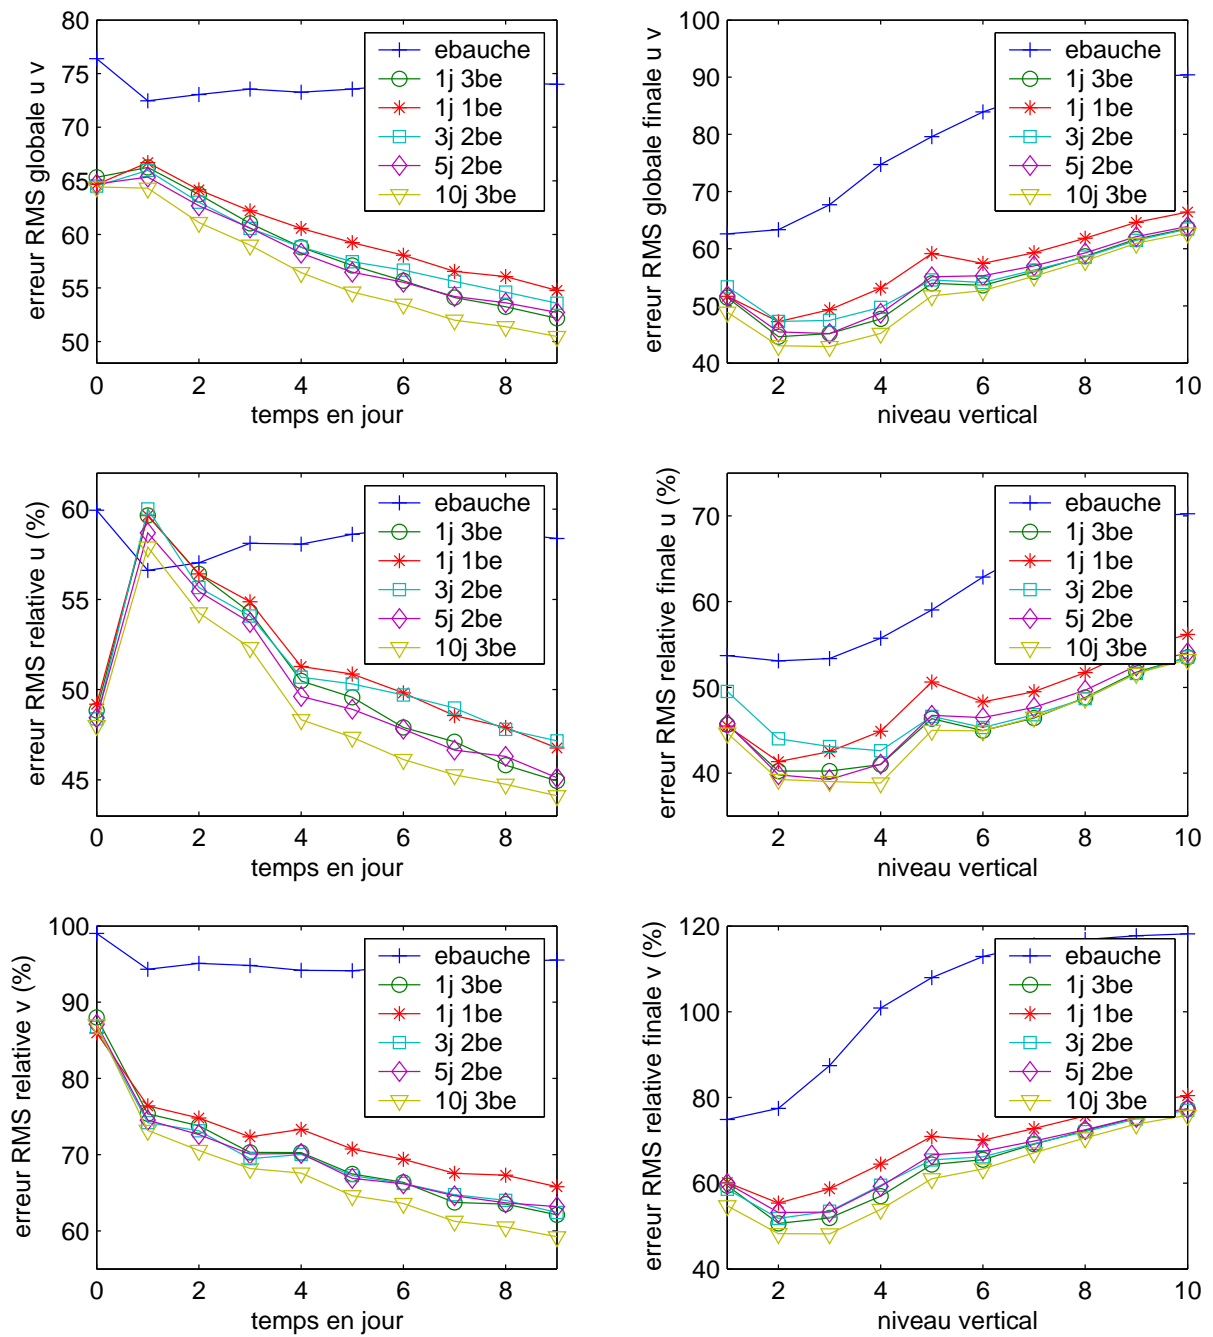 erreur RMS globale u v
80
75
70
65
60
55
50
0 2 4 6 8
temps en jour
ebauche
1j 3be
1j 1be
3j 2be
5j 2be
10j 3be
erreur RMS globale finale u v
100
90
80
70
60
50
40
2 4 6 8 10
niveau vertical
ebauche
1j 3be
1j 1be
3j 2be
5j 2be
10j 3be
erreur RMS relative u (%)
60
55
50
45
0 2 4 6 8
temps en jour
ebauche
1j 3be
1j 1be
3j 2be
5j 2be
10j 3be
erreur RMS relative finale u (%)
70
60
50
40
2 4 6 8 10
niveau vertical
ebauche
1j 3be
1j 1be
3j 2be
5j 2be
10j 3be
erreur RMS relative v (%)
100
90
80
70
60
0 2 4 6 8
temps en jour
ebauche
1j 3be
1j 1be
3j 2be
5j 2be
10j 3be
erreur RMS relative finale v (%)
120
100
80
60
40
2 4 6 8 10
niveau vertical
ebauche
1j 3be
1j 1be
3j 2be
5j 2be
10j 3be